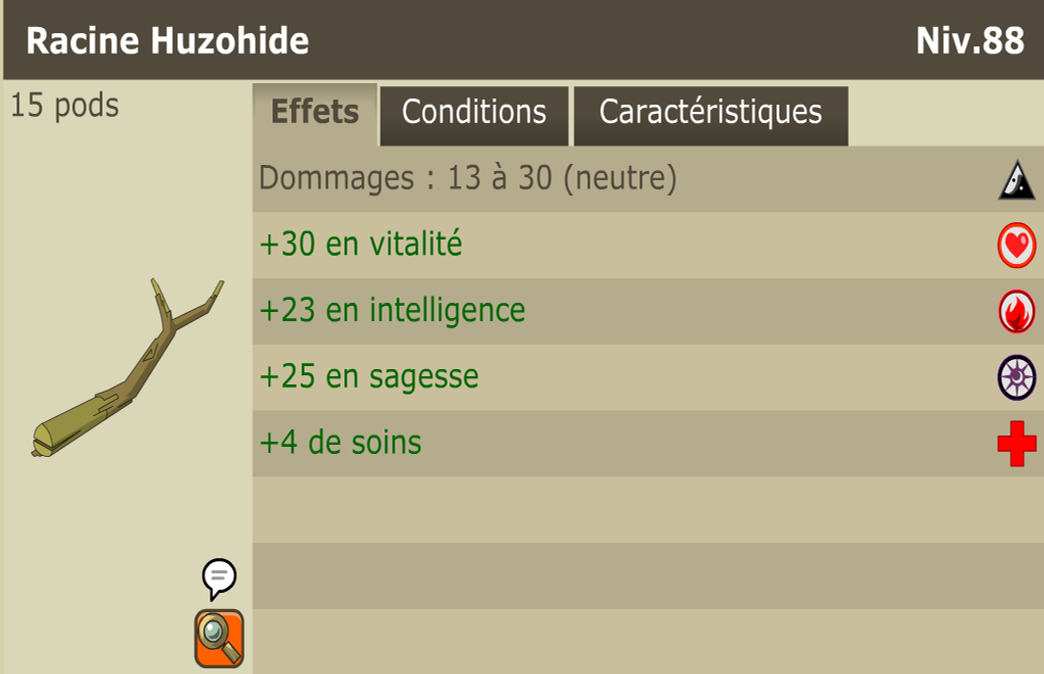 Racine Huzohide Niv.88
15 pods
Effets Conditions Caractéristiques
Dommages : 13 à 30 (neutre)
+30 en vitalité
+23 en intelligence
+25 en sagesse
+4 de soins